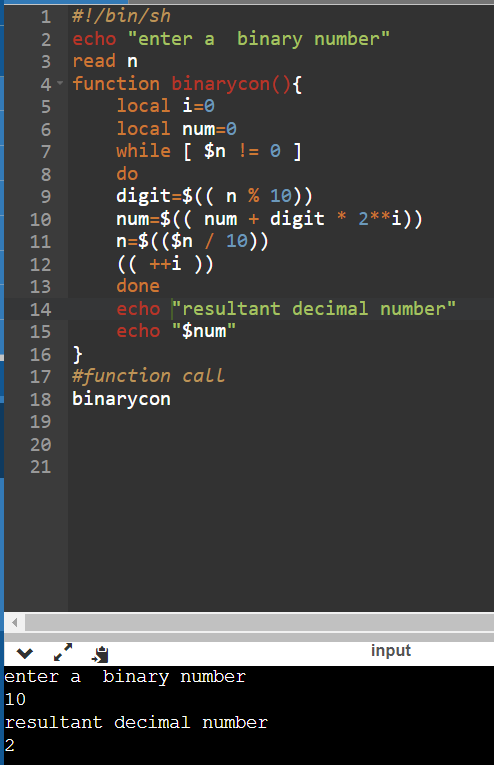 1 #!/bin/sh
2 echo "enter a  binary number"
3 read n
4 function binarycon(){
5     local i=0
6     local num=0
7     while [ $n != 0 ]
8     do
9     digit=$(( n % 10))
10     num=$(( num + digit * 2**i))
11     n=$(($n / 10))
12     (( ++i ))
13     done
14     echo "resultant decimal number"
15     echo "$num"
16 }
17 #function call
18 binarycon
19
20
21
input
enter a  binary number
10
resultant decimal number
2